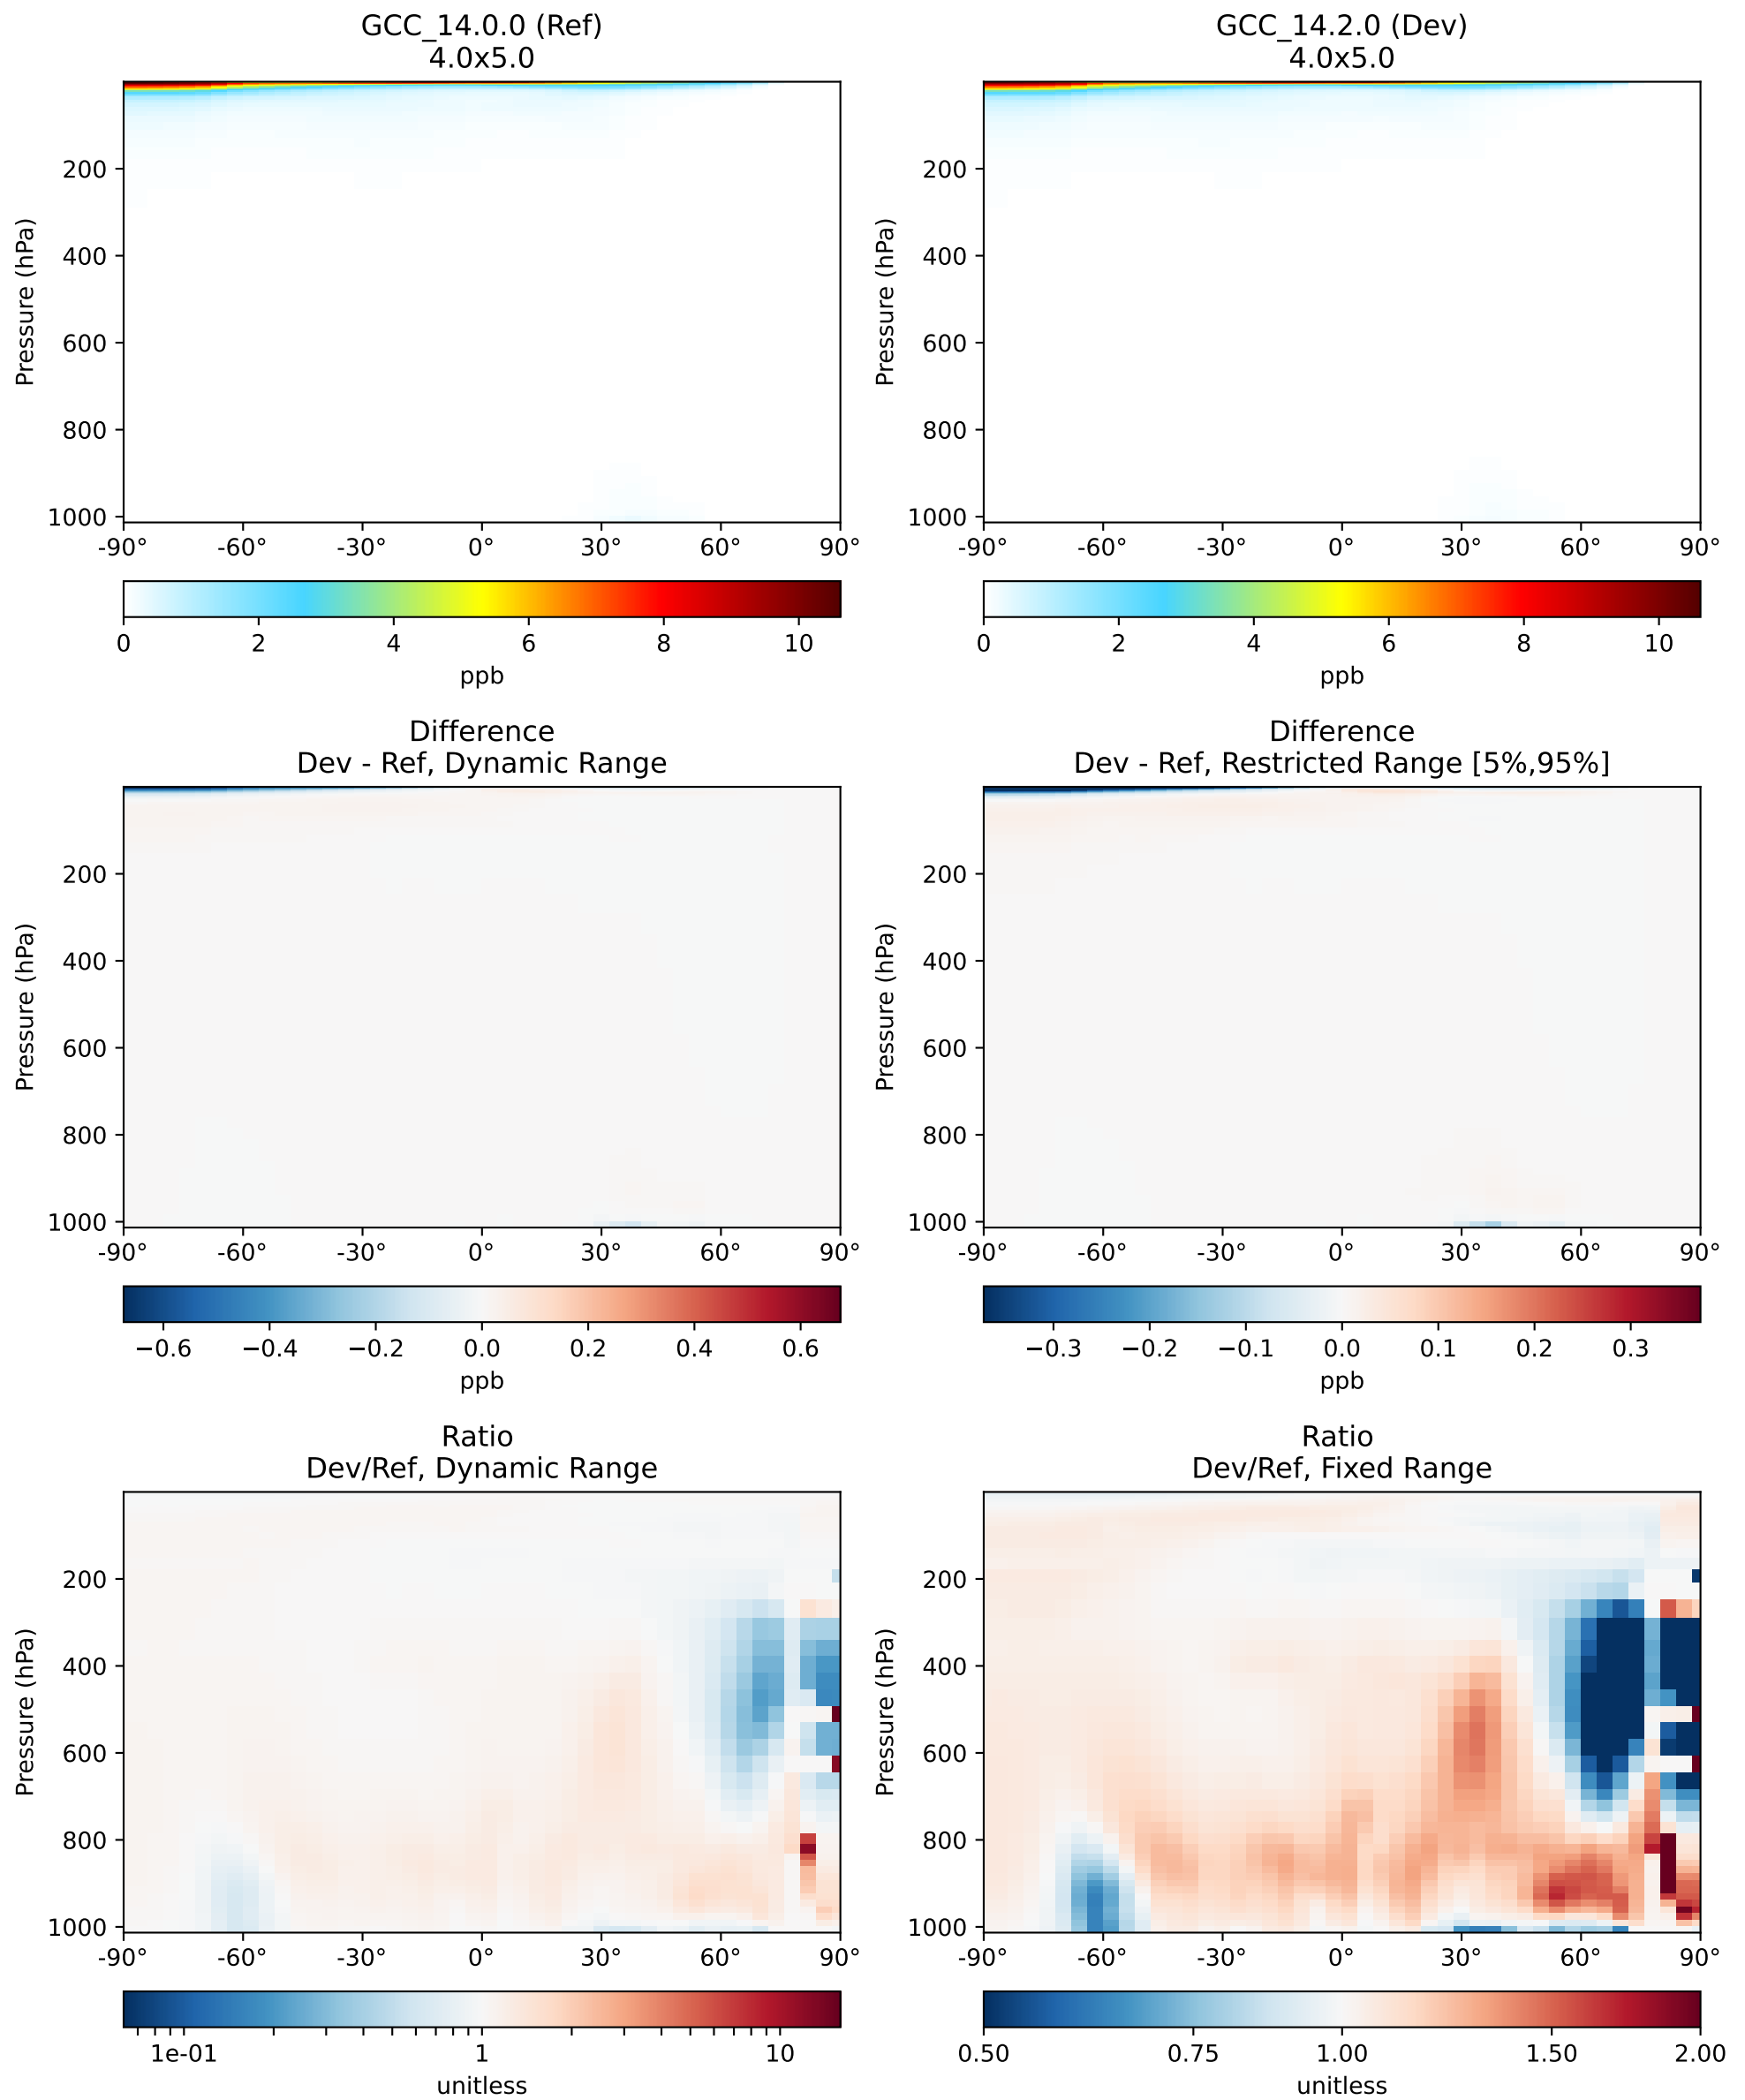 GCC_14.0.0 (Ref)
4.0x5.0
Pressure (hPa)
200
400
600
800
1000
-90° -60° -30° 0° 30° 60° 90°
0 2 4 6 8 10
ppb
GCC_14.2.0 (Dev)
4.0x5.0
Pressure (hPa)
200
400
600
800
1000
-90° -60° -30° 0° 30° 60° 90°
0 2 4 6 8 10
ppb
Difference
Dev - Ref, Dynamic Range
Pressure (hPa)
200
400
600
800
1000
-90° -60° -30° 0° 30° 60° 90°
−0.6 −0.4 −0.2 0.0 0.2 0.4 0.6
ppb
Difference
Dev - Ref, Restricted Range [5%,95%]
Pressure (hPa)
200
400
600
800
1000
-90° -60° -30° 0° 30° 60° 90°
−0.3 −0.2 −0.1 0.0 0.1 0.2 0.3
ppb
Ratio
Dev/Ref, Dynamic Range
Pressure (hPa)
200
400
600
800
1000
-90° -60° -30° 0° 30° 60° 90°
1e-01 1 10
unitless
Ratio
Dev/Ref, Fixed Range
Pressure (hPa)
200
400
600
800
1000
-90° -60° -30° 0° 30° 60° 90°
0.50 0.75 1.00 1.50 2.00
unitless